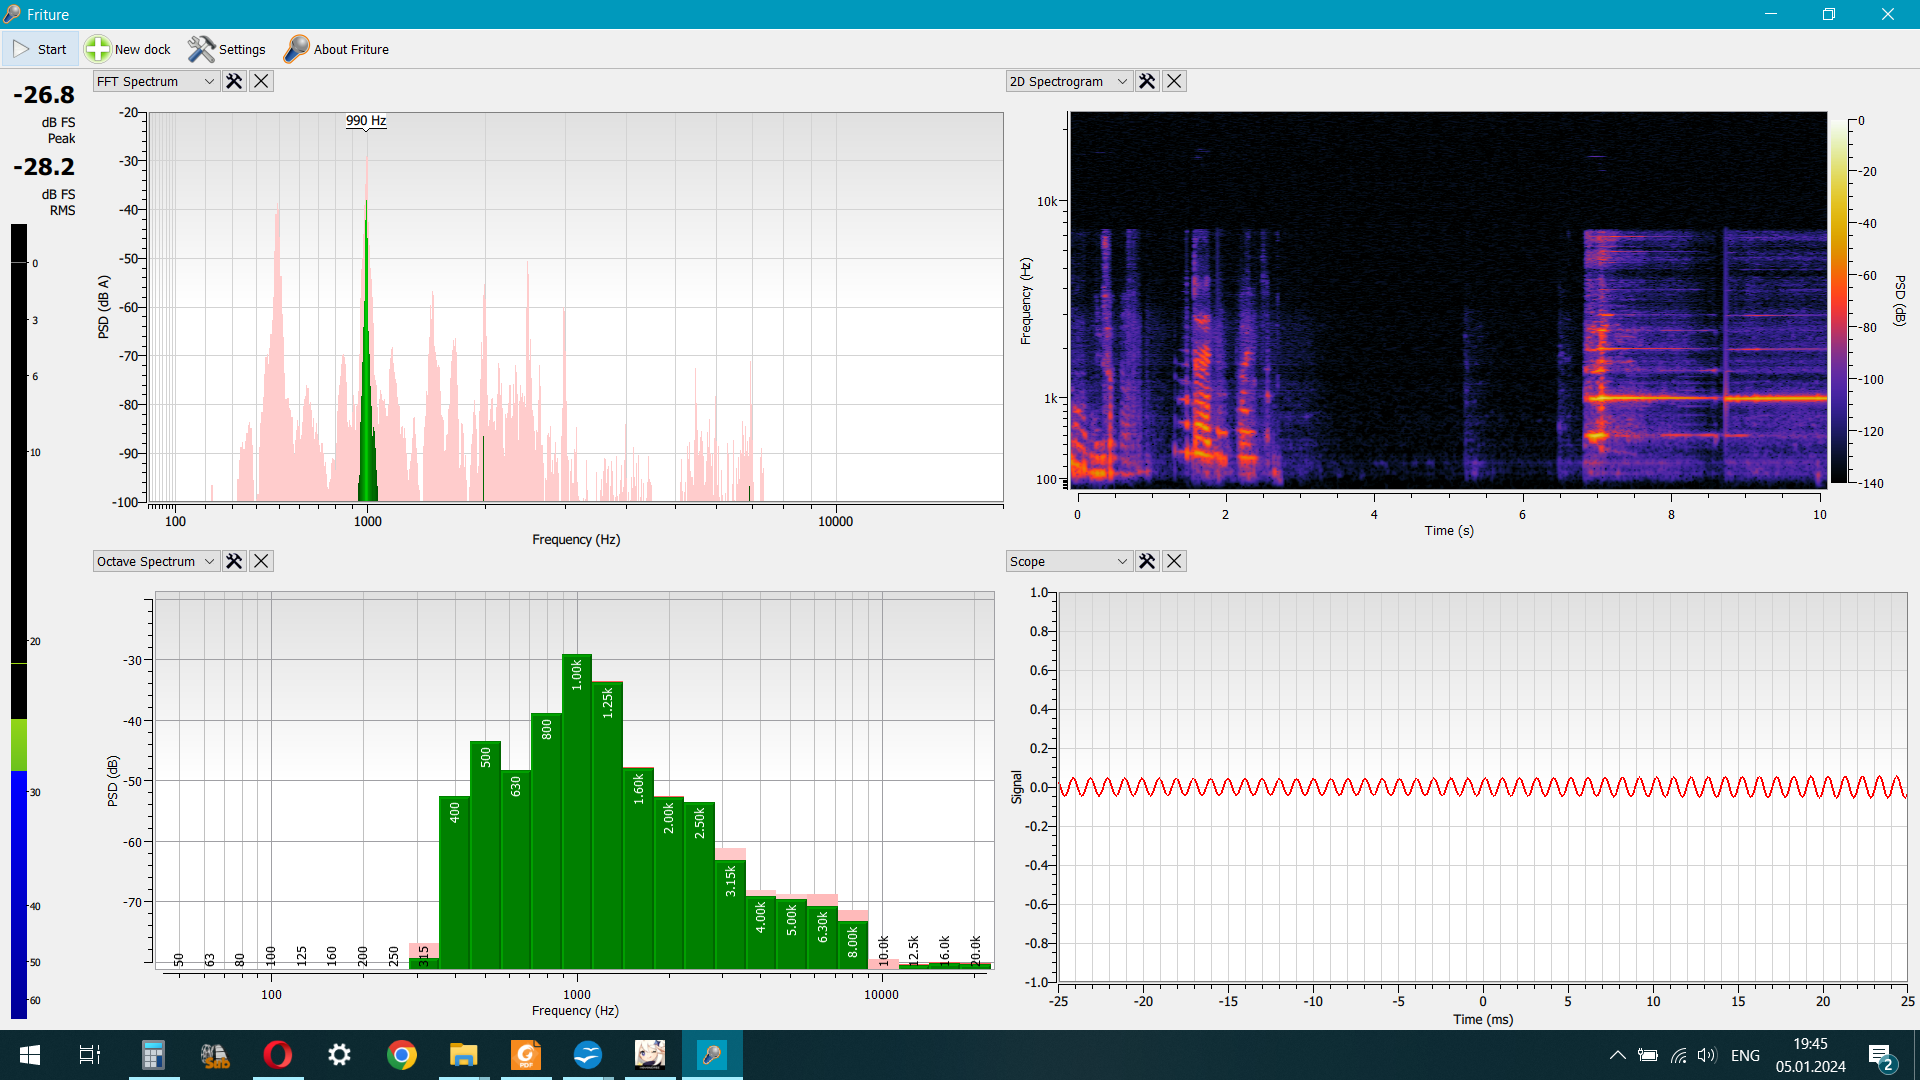 Friture
Start New dock Settings About Friture
-26.8
dB FS
Peak
-28.2
dB FS
RMS
0
3
6
10
20
30
40
50
60
FFT Spectrum
990 Hz
-20
-30
-40
-50
-60
-70
-80
-90
-100
PSD (dB A)
100 1000 10000
Frequency (Hz)
2D Spectrogram
10k
1k
100
Frequency (Hz)
0 2 4 6 8 10
Time (s)
0
-20
-40
-60
-80
-100
-120
-140
PSD (dB)
Octave Spectrum
-30
-40
-50
-60
-70
PSD (dB)
50 63 80 100 125 160 200 250 315 400 500 630 800 1.00k 1.25k 1.60k 2.00k 2.50k 3.15k 4.00k 5.00k 6.30k 8.00k 10.0k 12.5k 16.0k 20.0k
100 1000 10000
Frequency (Hz)
Scope
1.0
0.8
0.6
0.4
0.2
0.0
-0.2
-0.4
-0.6
-0.8
-1.0
Signal
-25 -20 -15 -10 -5 0 5 10 15 20 25
Time (ms)
Sab
PDF
ENG
19:45
05.01.2024
2